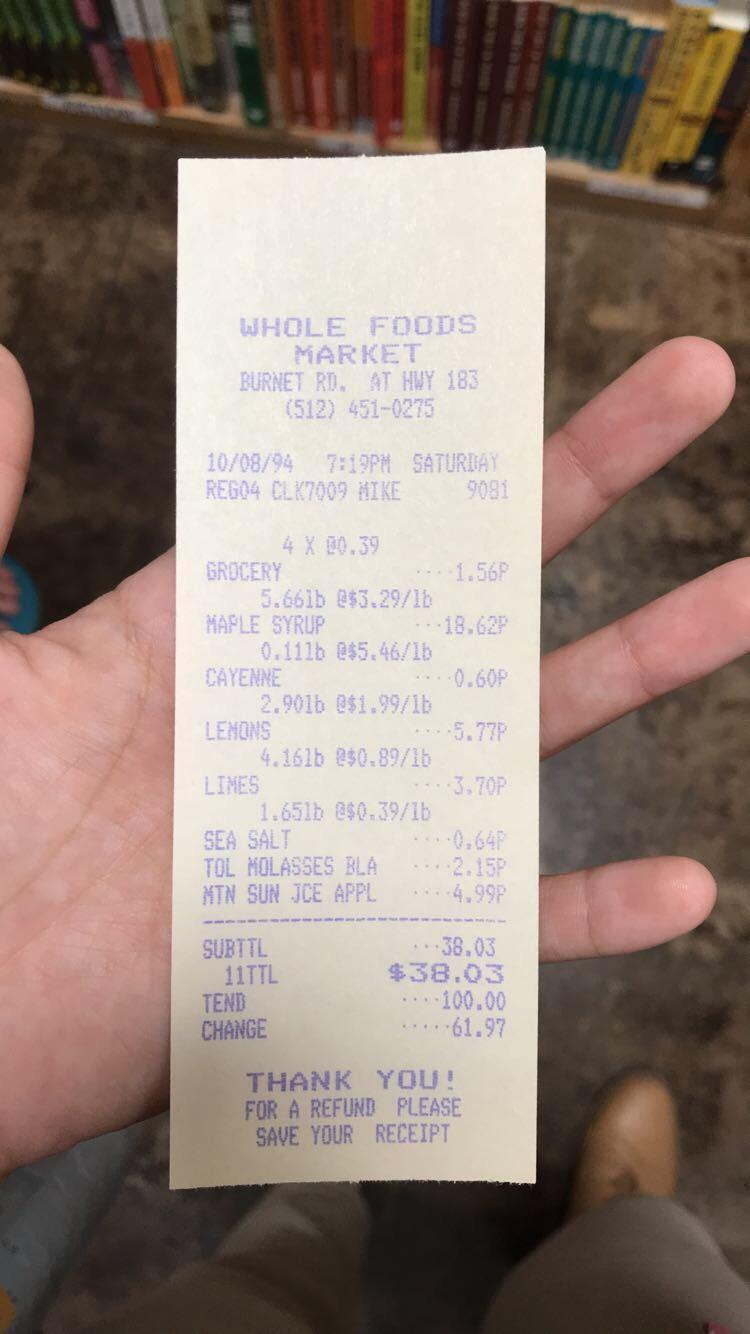 WHOLE FOODS
MARKET
BURNET RD. AT HWY 183
(512) 451-0275
10/08/94 7:19PM SATURDAY
REG04 CLK7009 MIKE 9081
4 X @0.39
GROCERY ····1.56P
5.66lb @$3.29/lb
MAPLE SYRUP ···18.62P
0.11lb @$5.46/lb
CAYENNE ····0.60P
2.90lb @$1.99/lb
LEMONS ····5.77P
4.16lb @$0.89/lb
LIMES ····3.70P
1.65lb @$0.39/lb
SEA SALT ····0.64P
TOL MOLASSES BLA ····2.15P
MTN SUN JCE APPL ····4.99P
SUBTTL ···38.03
11TTL $38.03
TEND ····100.00
CHANGE ·····61.97
THANK YOU!
FOR A REFUND PLEASE
SAVE YOUR RECEIPT